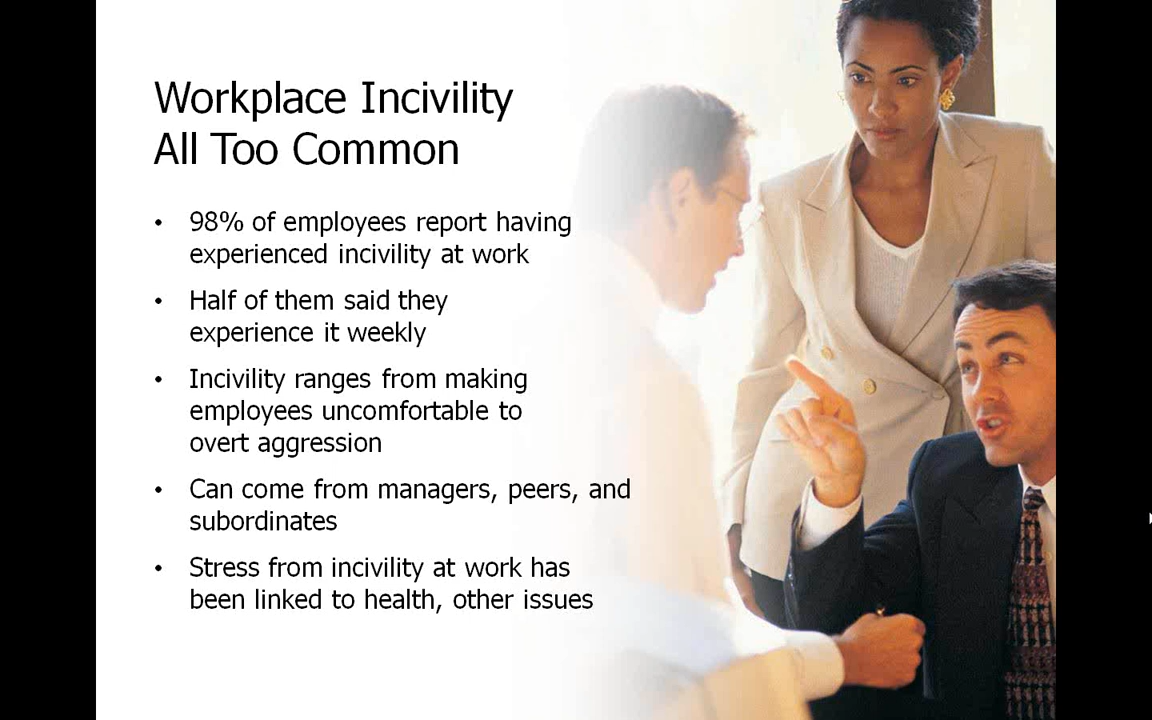 Workplace Incivility
All Too Common
• 98% of employees report having
experienced incivility at work
• Half of them said they
experience it weekly
• Incivility ranges from making
employees uncomfortable to
overt aggression
• Can come from managers, peers, and
subordinates
• Stress from incivility at work has
been linked to health, other issues